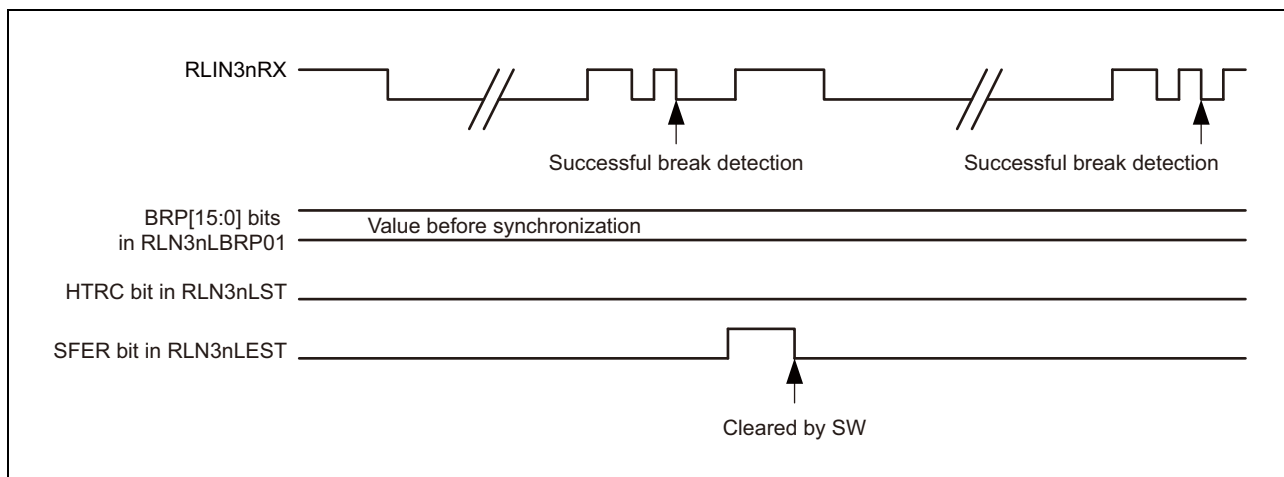 RLIN3nRX
Successful break detection
Successful break detection
BRP[15:0] bits
in RLN3nLBRP01
Value before synchronization
HTRC bit in RLN3nLST
SFER bit in RLN3nLEST
Cleared by SW